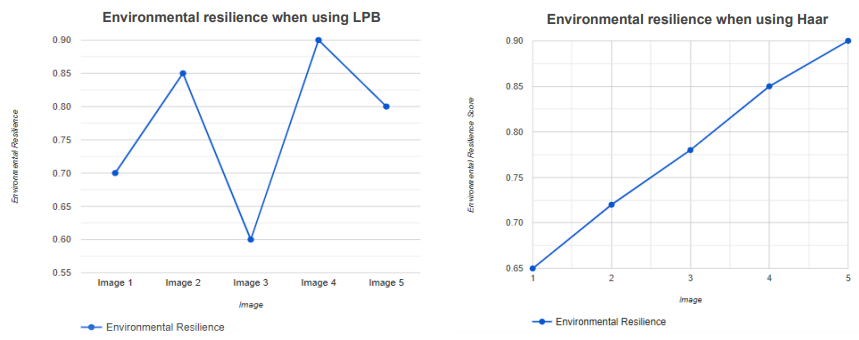 Environmental resilience when using LPB
0.90
0.85
0.80
0.75
0.70
0.65
0.60
0.55
Environmental Resilience
Image 1 Image 2 Image 3 Image 4 Image 5
Image
Environmental Resilience
Environmental resilience when using Haar
0.90
0.85
0.80
0.75
0.70
0.65
Environmental Resilience Score
1 2 3 4 5
Image
Environmental Resilience